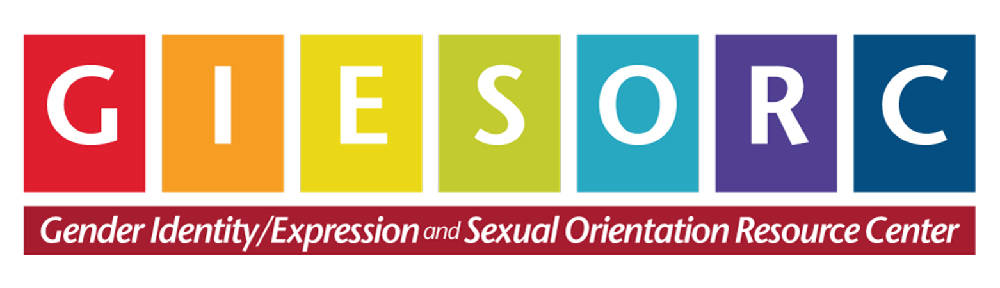 GIESORC
Gender Identity/Expression and Sexual Orientation Resource Center